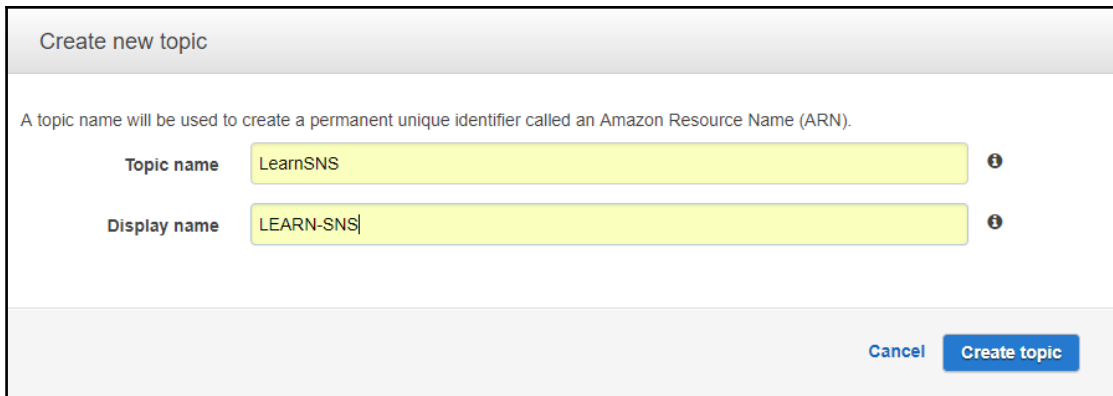 Create new topic
A topic name will be used to create a permanent unique identifier called an Amazon Resource Name (ARN).
Topic name LearnSNS
Display name LEARN-SNS
Cancel Create topic